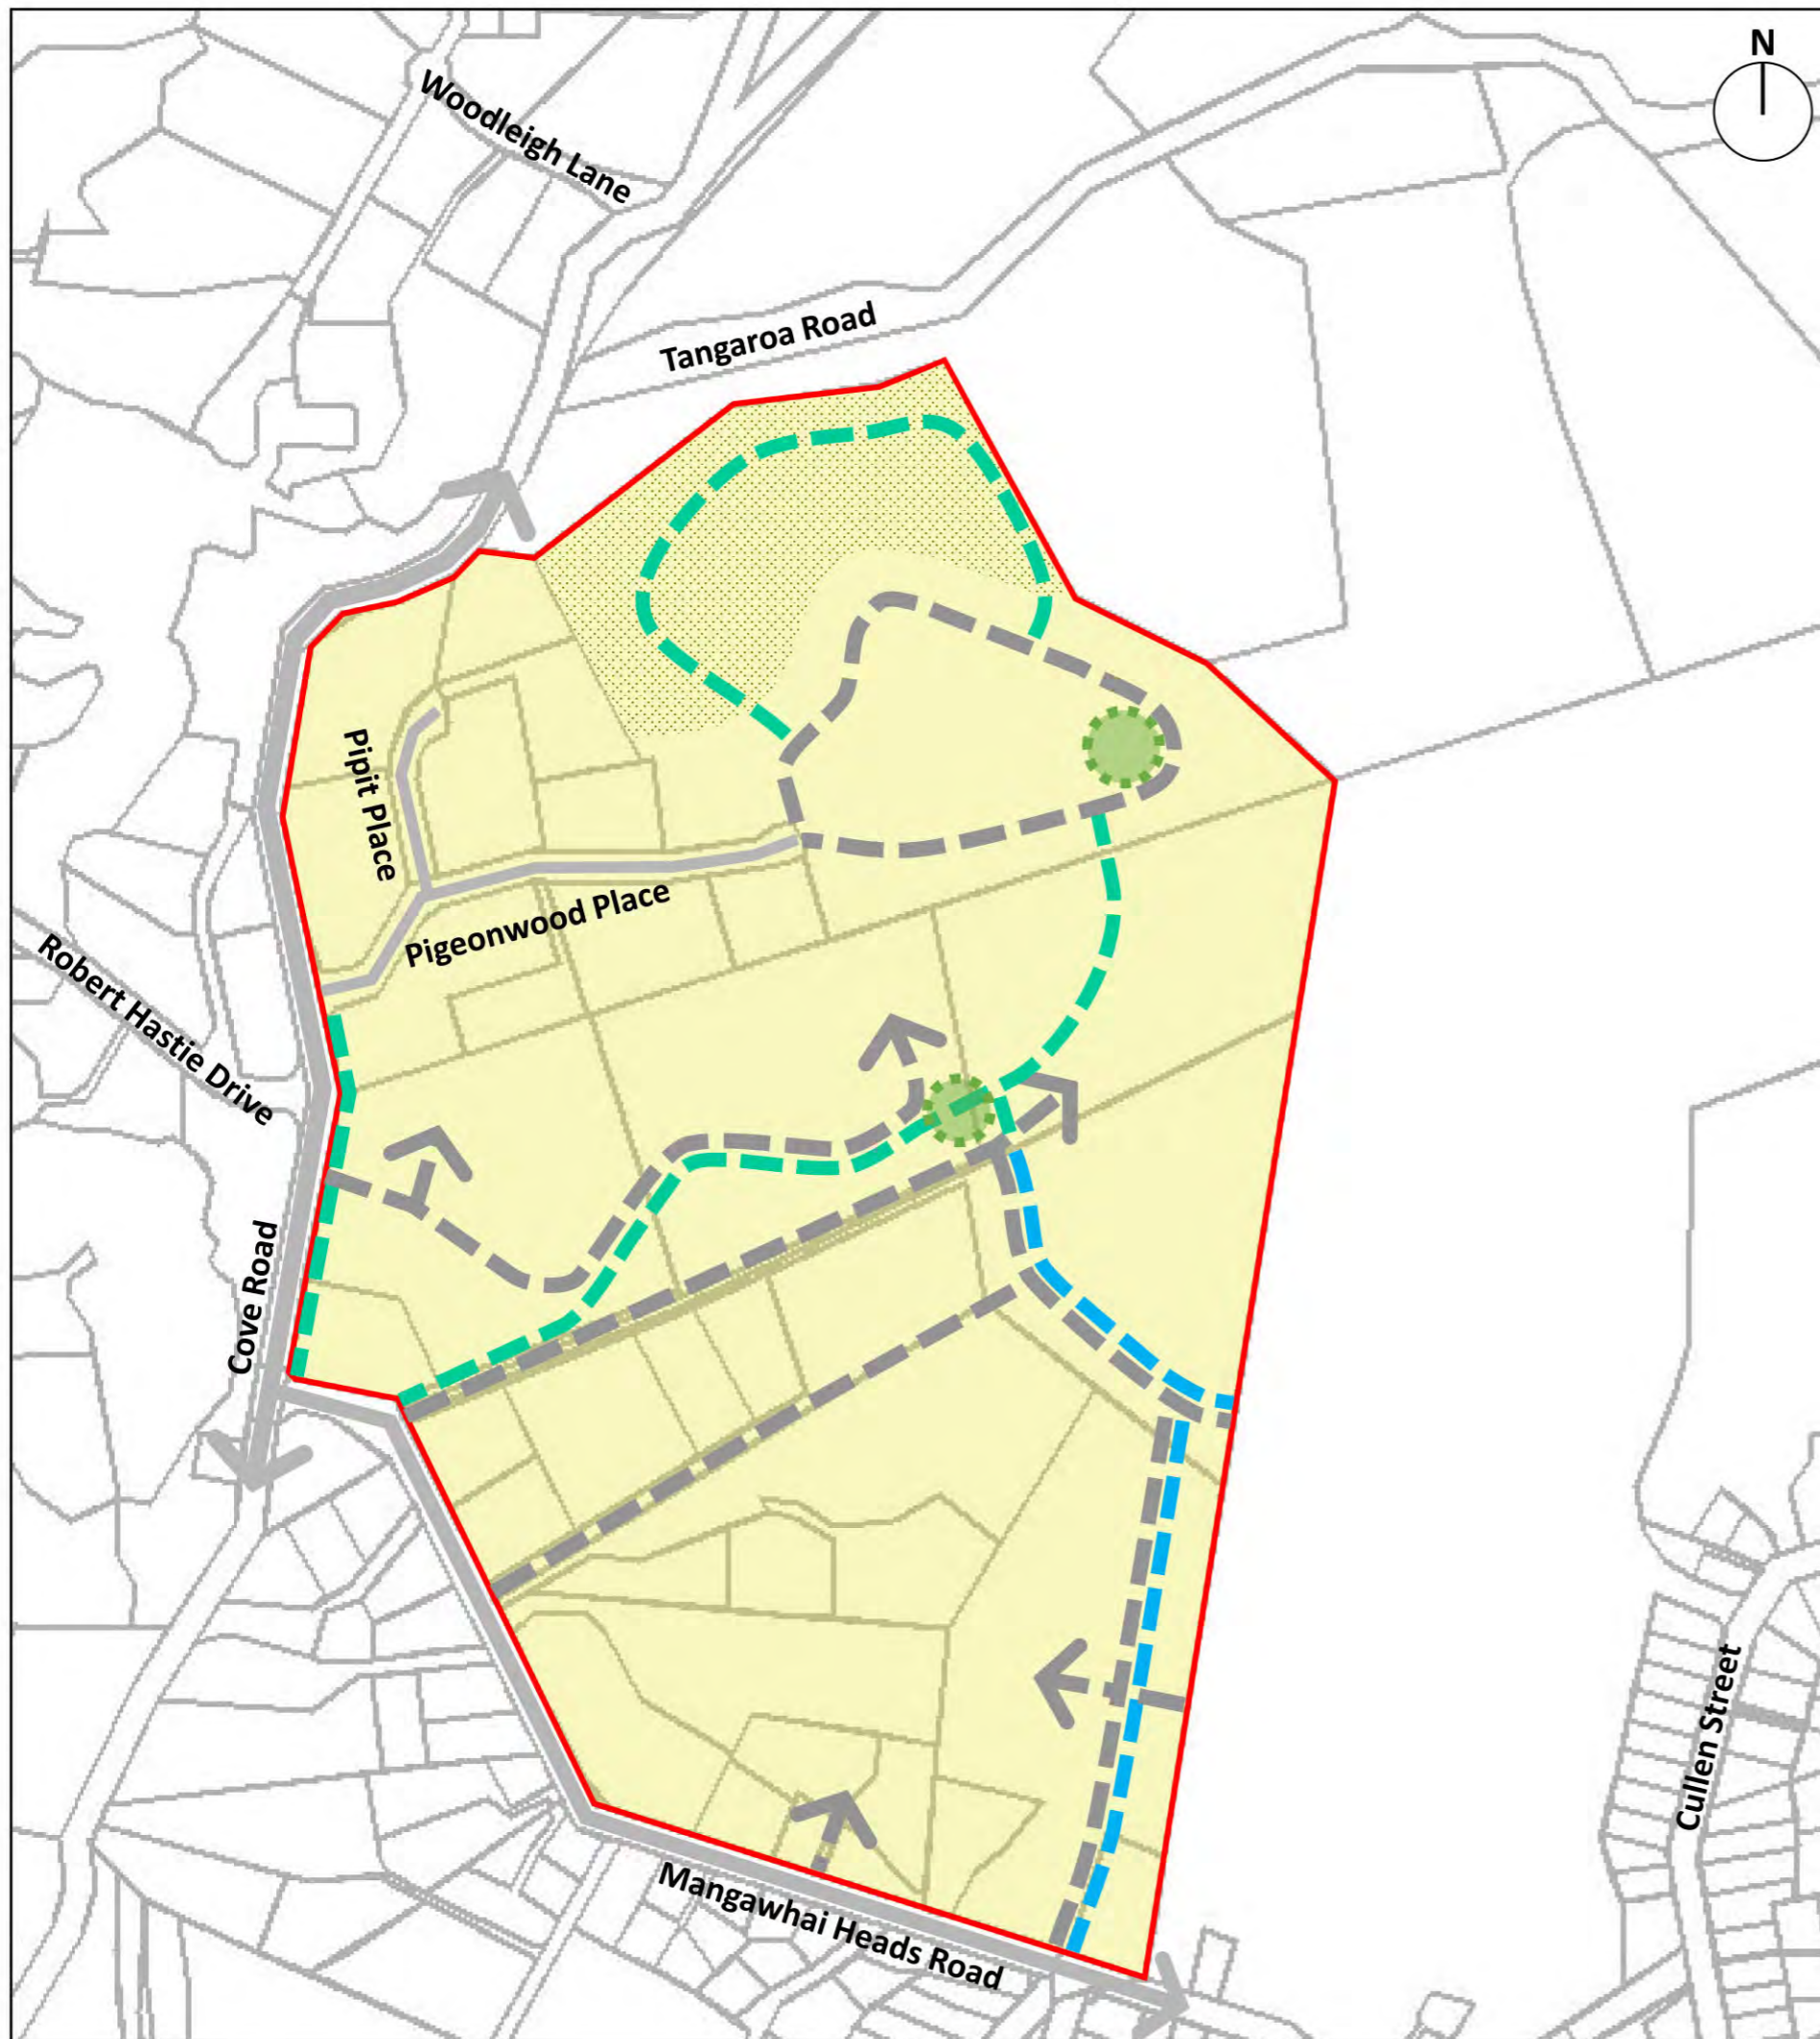 N
Woodleigh Lane
Tangaroa Road
Pipit Place
Pigeonwood Place
Robert Hastie Drive
Cove Road
Cullen Street
Mangawhai Heads Road